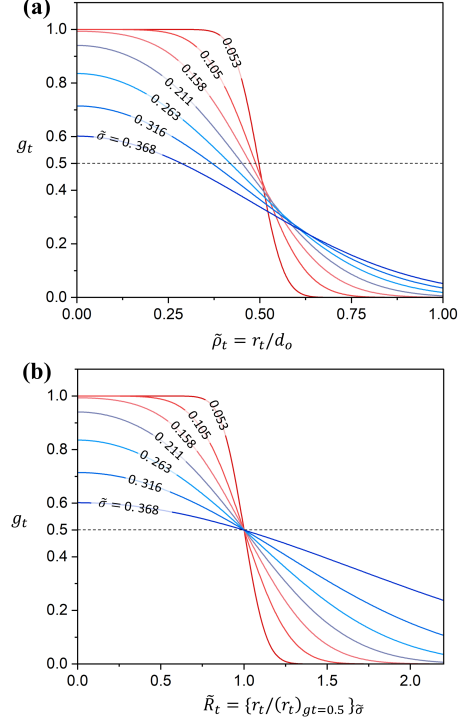 (a)
1.0
0.8
0.6
0.5
0.4
0.2
0.0
g_t
0.053
0.105
0.158
0.211
0.263
0.316
σ̃ = 0.368
0.00 0.25 0.50 0.75 1.00
ρ̃_t = r_t/d_o
(b)
1.0
0.8
0.6
0.5
0.4
0.2
0.0
g_t
0.053
0.105
0.158
0.211
0.263
0.316
σ̃ = 0.368
0.0 0.5 1.0 1.5 2.0
R̃_t = {r_t/(r_t)_{gt=0.5}}_σ̃